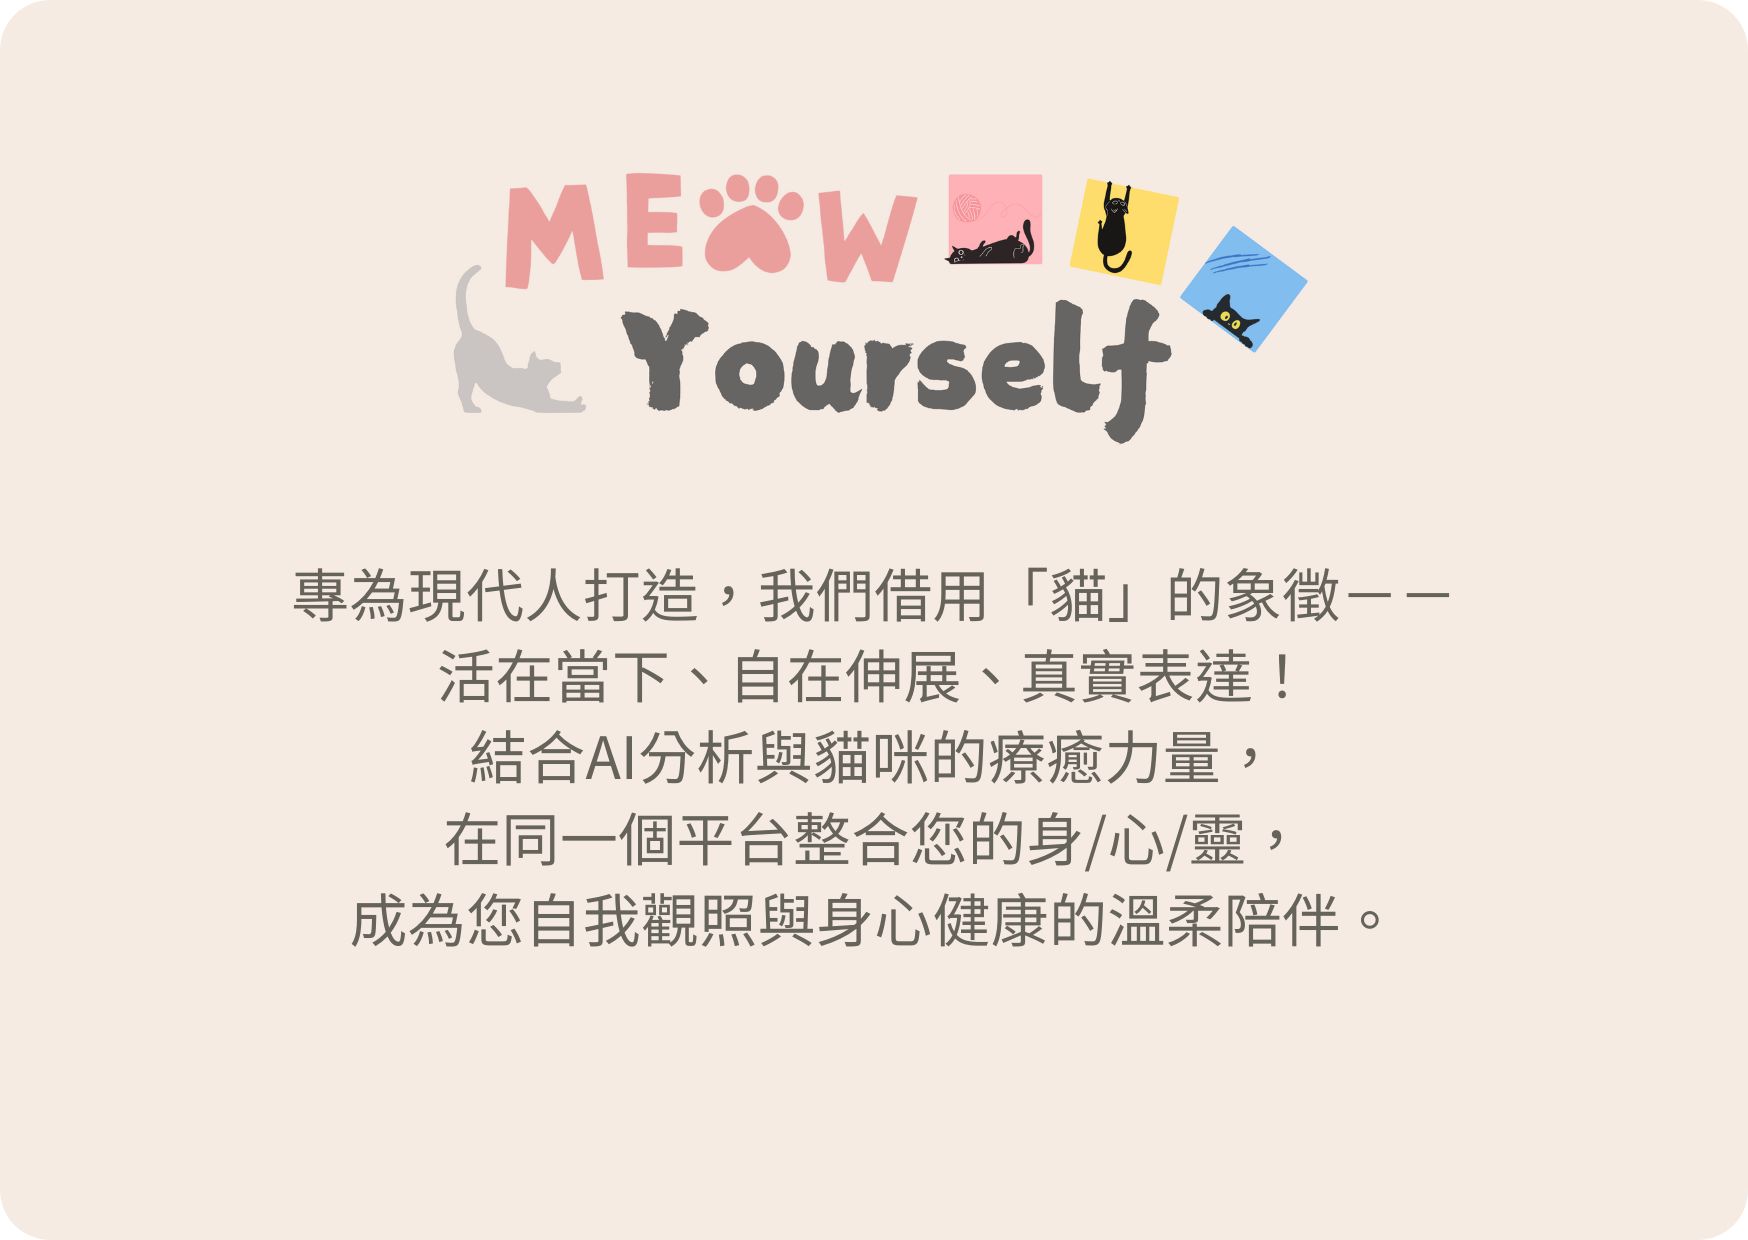 MEOW
Yourself
專為現代人打造，我們借用「貓」的象徵－－
活在當下、自在伸展、真實表達！
結合AI分析與貓咪的療癒力量，
在同一個平台整合您的身/心/靈，
成為您自我觀照與身心健康的溫柔陪伴。